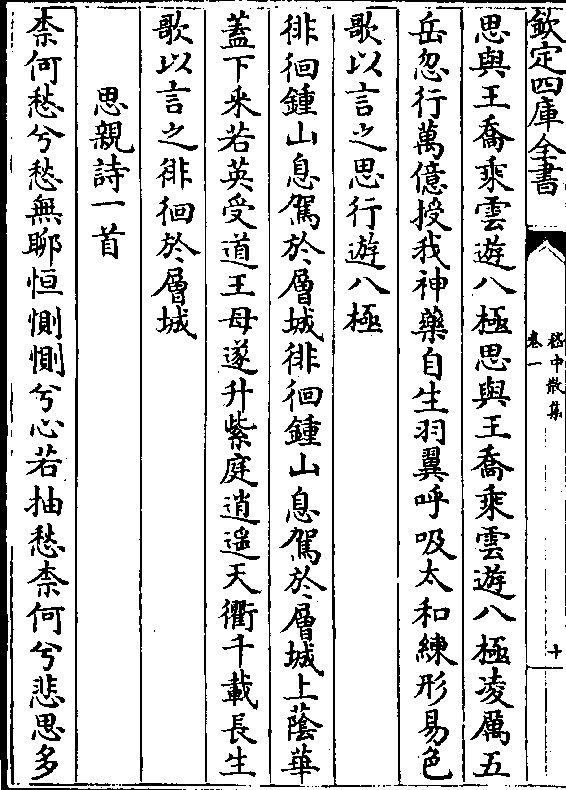 欽定四庫全書
嵇中散集
卷一
十
思與王喬乘雲遊八極思與王喬乘雲遊八極凌厲五
岳忽行萬億授我神藥自生羽翼呼吸太和練形易色
歌以言之思行遊八極
徘徊鍾山息駕於層城徘徊鍾山息駕於層城上蔭華
蓋下采若英受道王母遂升紫庭逍遥天衢千載長生
歌以言之徘徊於層城
思親詩一首
柰何愁兮愁無聊恒惻惻兮心若抽愁柰何兮悲思多